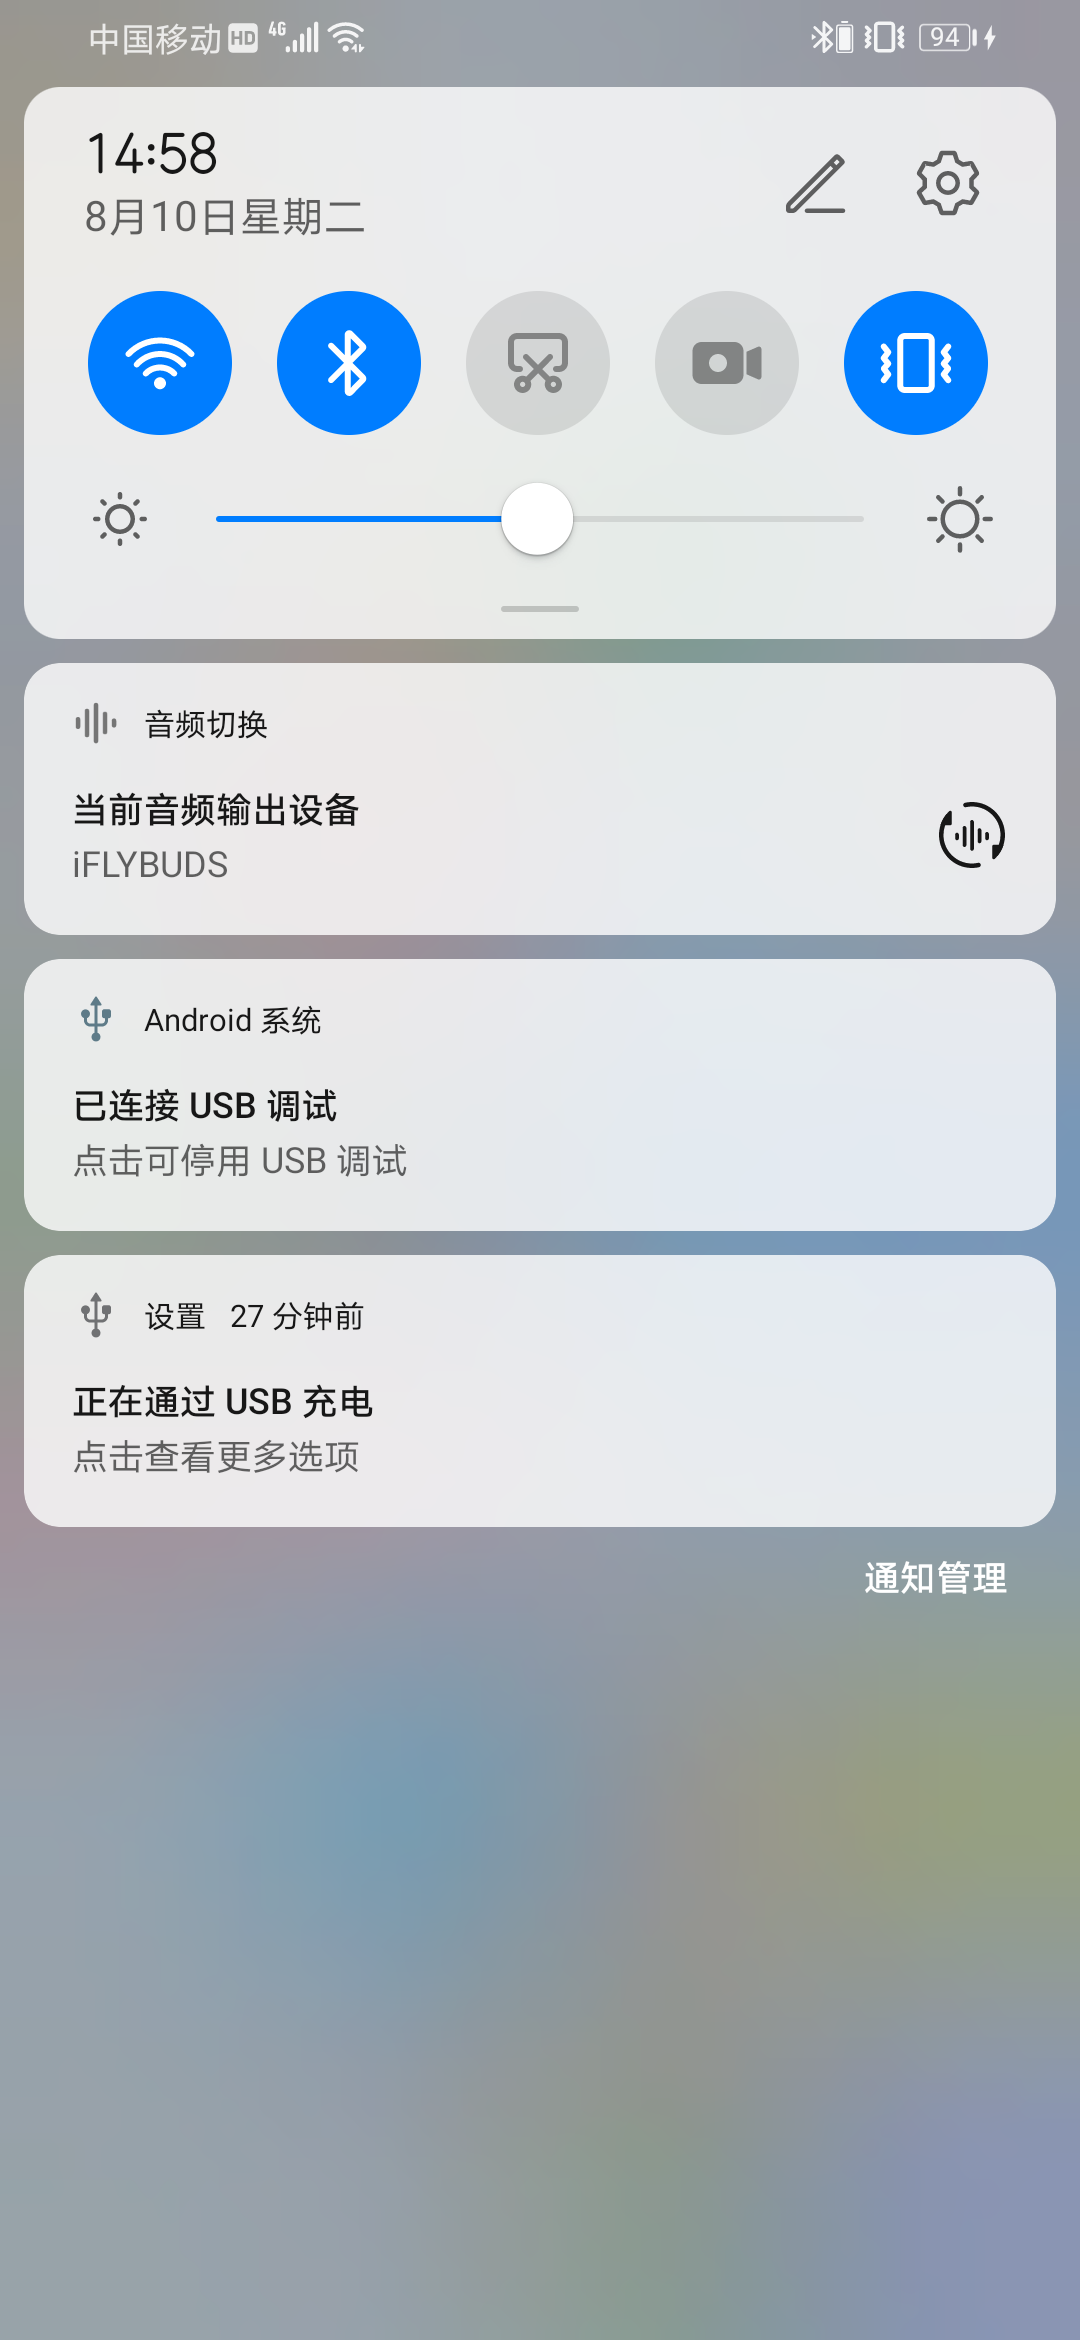 中国移动 HD 4G 94
14:58
8月10日星期二
音频切换
当前音频输出设备
iFLYBUDS
Android 系统
已连接 USB 调试
点击可停用 USB 调试
设置 27 分钟前
正在通过 USB 充电
点击查看更多选项
通知管理